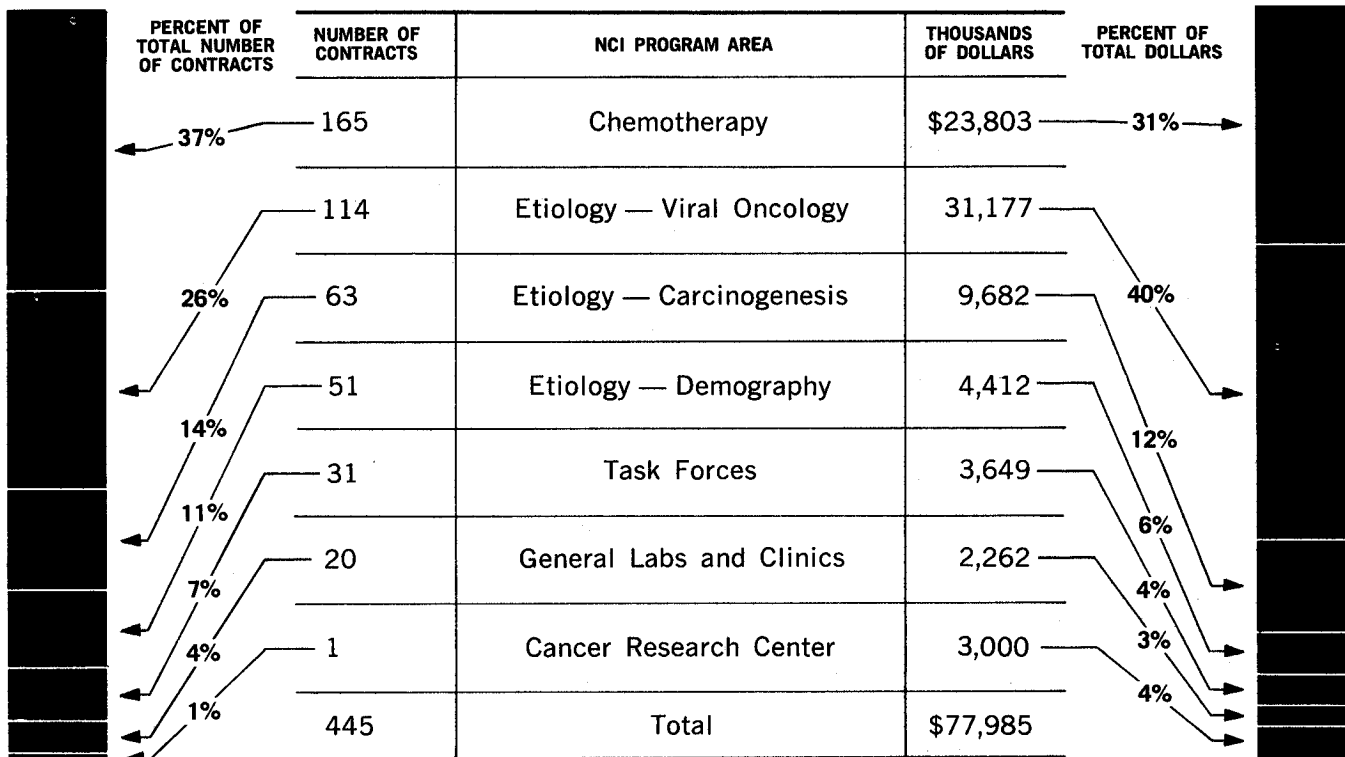 PERCENT OF TOTAL NUMBER OF CONTRACTS NUMBER OF CONTRACTS NCI PROGRAM AREA THOUSANDS OF DOLLARS PERCENT OF TOTAL DOLLARS
37% 165 Chemotherapy $23,803 31%
26% 114 Etiology — Viral Oncology 31,177 40%
14% 63 Etiology — Carcinogenesis 9,682 12%
11% 51 Etiology — Demography 4,412 6%
7% 31 Task Forces 3,649 4%
4% 20 General Labs and Clinics 2,262 3%
1% 1 Cancer Research Center 3,000 4%
445 Total $77,985